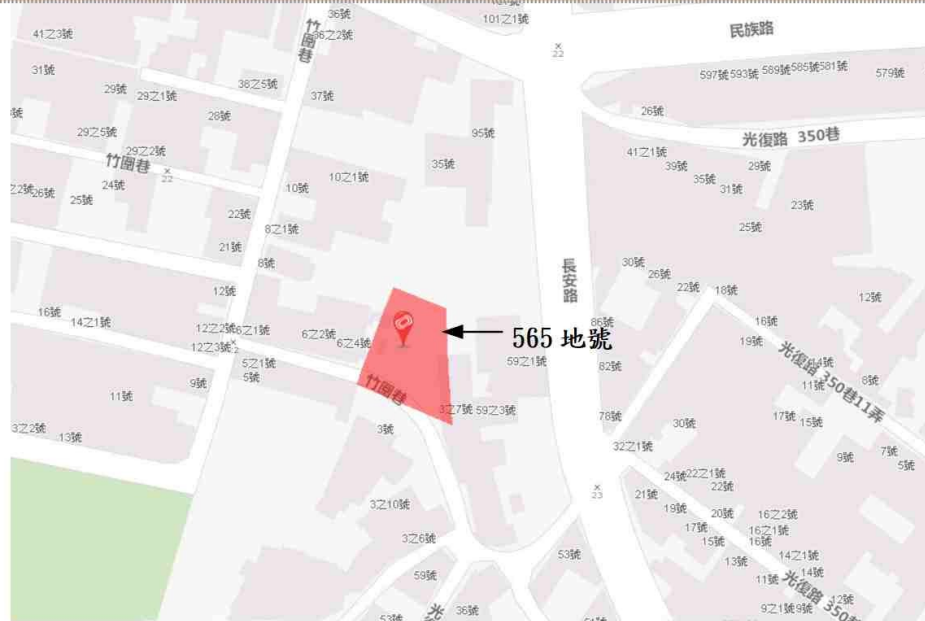 36號
101之1號
民族路
41之3號
竹圍巷
36之2號
22
31號
38之5號
597號
593號
589號
585號
581號
579號
29號
29之1號
37號
28號
26號
95號
光復路 350巷
29之5號
29之2號
竹圍巷
22
35號
41之1號
39號
29號
24號
10號
10之1號
35號
31號
26號
25號
23號
22號
8之1號
25號
21號
8號
長安路
30號
26號
22號
18號
12號
12號
16號
14之1號
86號
16號
12之2號
6之1號
6之2號
6之4號
565 地號
19號
12之3號
59之1號
82號
光復路 350巷11弄
5之1號
5號
9號
竹圍巷
11號
8號
11號
3之7號
59之3號
78號
17號
15號
3之2號
13號
3號
30號
32之1號
7號
9號
5號
24號
22之1號
22號
23
21號
3之10號
19號
20號
16之2號
17號
16之1號
3之6號
15號
16號
53號
13號
14之1號
59號
11號
14號
光復路 350巷
12號
36號
9之1號
9號
53號